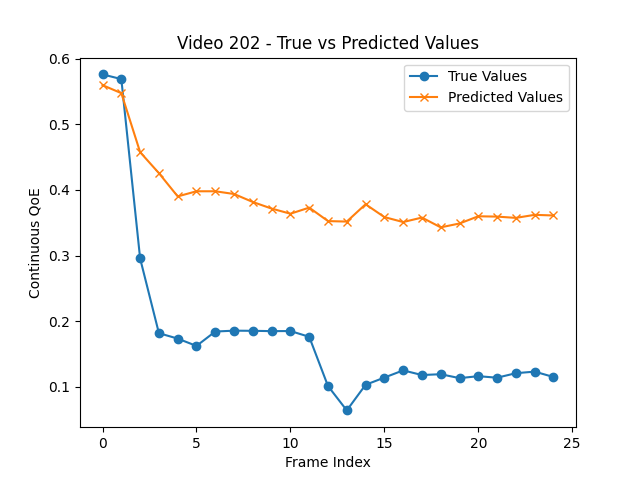 Video 202 - True vs Predicted Values
True Values
Predicted Values
Continuous QoE
0.6
0.5
0.4
0.3
0.2
0.1
0
5
10
15
20
25
Frame Index